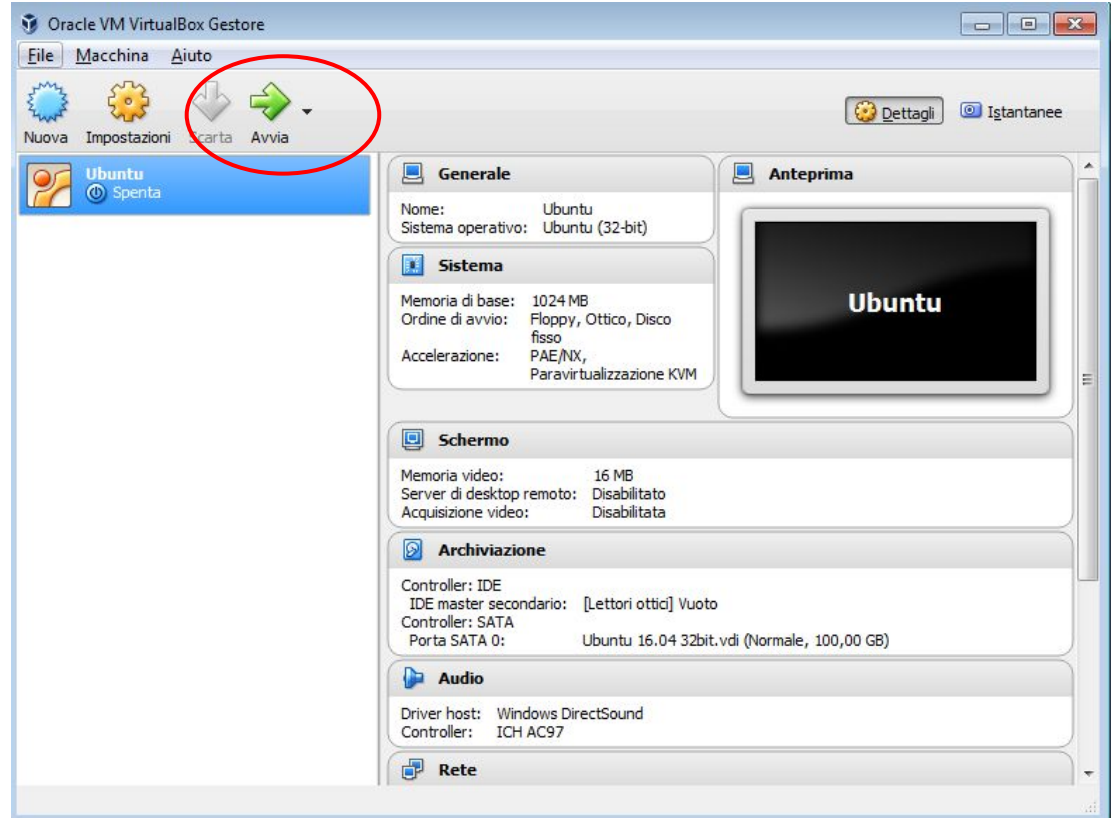 Oracle VM VirtualBox Gestore
File Macchina Aiuto
Nuova Impostazioni Scarta Avvia
Dettagli Istantanee
Ubuntu
Spenta
Generale
Nome: Ubuntu
Sistema operativo: Ubuntu (32-bit)
Anteprima
Ubuntu
Sistema
Memoria di base: 1024 MB
Ordine di avvio: Floppy, Ottico, Disco
fisso
Accelerazione: PAE/NX,
Paravirtualizzazione KVM
Schermo
Memoria video: 16 MB
Server di desktop remoto: Disabilitato
Acquisizione video: Disabilitata
Archiviazione
Controller: IDE
IDE master secondario: [Lettori ottici] Vuoto
Controller: SATA
Porta SATA 0: Ubuntu 16.04 32bit.vdi (Normale, 100,00 GB)
Audio
Driver host: Windows DirectSound
Controller: ICH AC97
Rete